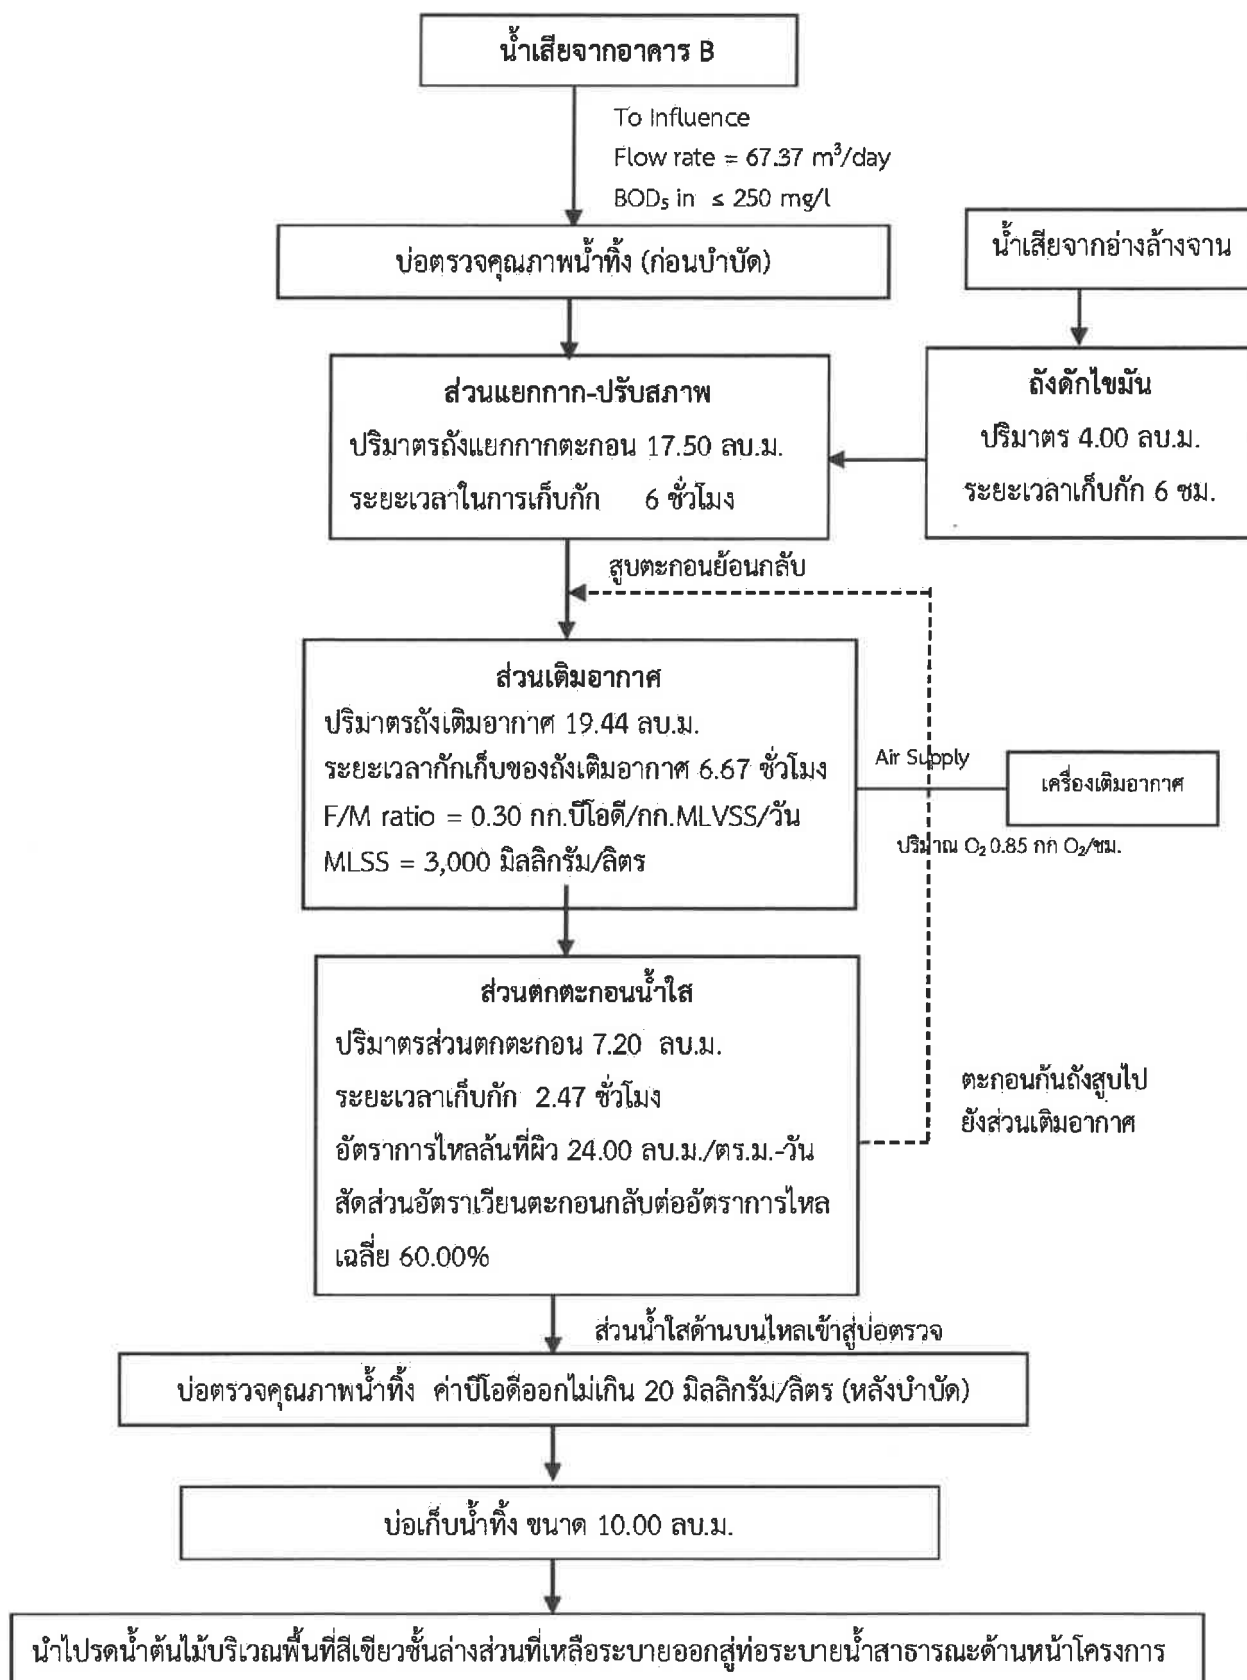 น้ำเสียจากอาคาร B
To Influence
Flow rate = 67.37 m³/day
BOD₅ in ≤ 250 mg/l
บ่อตรวจคุณภาพน้ำทิ้ง (ก่อนบำบัด)
น้ำเสียจากอ่างล้างจาน
ส่วนแยกกาก-ปรับสภาพ
ปริมาตรถังแยกกากตะกอน 17.50 ลบ.ม.
ระยะเวลาในการเก็บกัก 6 ชั่วโมง
ถังดักไขมัน
ปริมาตร 4.00 ลบ.ม.
ระยะเวลาเก็บกัก 6 ชม.
สูบตะกอนย้อนกลับ
ส่วนเติมอากาศ
ปริมาตรถังเติมอากาศ 19.44 ลบ.ม.
ระยะเวลากักเก็บของถังเติมอากาศ 6.67 ชั่วโมง
F/M ratio = 0.30 กก.บีโอดี/กก.MLVSS/วัน
MLSS = 3,000 มิลลิกรัม/ลิตร
Air Supply
เครื่องเติมอากาศ
ปริมาณ O₂ 0.85 กก O₂/ชม.
ส่วนตกตะกอนน้ำใส
ปริมาตรส่วนตกตะกอน 7.20 ลบ.ม.
ระยะเวลาเก็บกัก 2.47 ชั่วโมง
อัตราการไหลล้นที่ผิว 24.00 ลบ.ม./ตร.ม.-วัน
สัดส่วนอัตราเวียนตะกอนกลับต่ออัตราการไหล
เฉลี่ย 60.00%
ตะกอนก้นถังสูบไป
ยังส่วนเติมอากาศ
ส่วนน้ำใสด้านบนไหลเข้าสู่บ่อตรวจ
บ่อตรวจคุณภาพน้ำทิ้ง ค่าบีโอดีออกไม่เกิน 20 มิลลิกรัม/ลิตร (หลังบำบัด)
บ่อเก็บน้ำทิ้ง ขนาด 10.00 ลบ.ม.
นำไปรดน้ำต้นไม้บริเวณพื้นที่สีเขียวชั้นล่างส่วนที่เหลือระบายออกสู่ท่อระบายน้ำสาธารณะด้านหน้าโครงการ